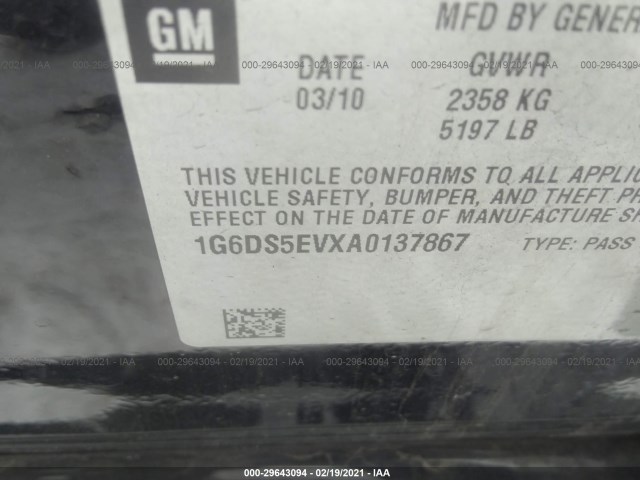 GM
MFD BY GENER
DATE GVWR
03/10 2358 KG
5197 LB
THIS VEHICLE CONFORMS TO ALL APPLIC
VEHICLE SAFETY, BUMPER, AND THEFT PR
EFFECT ON THE DATE OF MANUFACTURE SH
1G6DS5EVXA0137867 TYPE: PASS
000-29643094 - 02/19/2021 - IAA